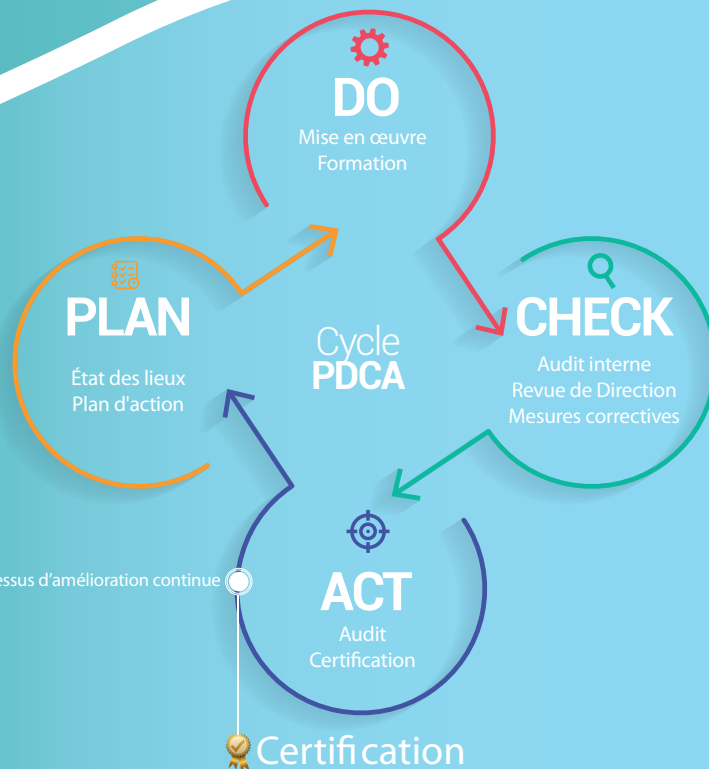 DO
Mise en œuvre
Formation
PLAN
État des lieux
Plan d'action
Cycle
PDCA
CHECK
Audit interne
Revue de Direction
Mesures correctives
d'amélioration continue
ACT
Audit
Certification
Certification